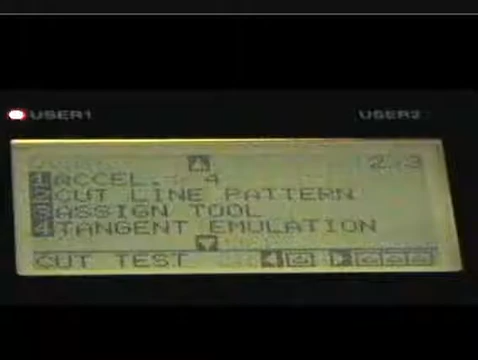 USER1 USER2
2/3
ACCEL. 4
CUT LINE PATTERN
ASSIGN TOOL
TANGENT EMULATION
CUT TEST